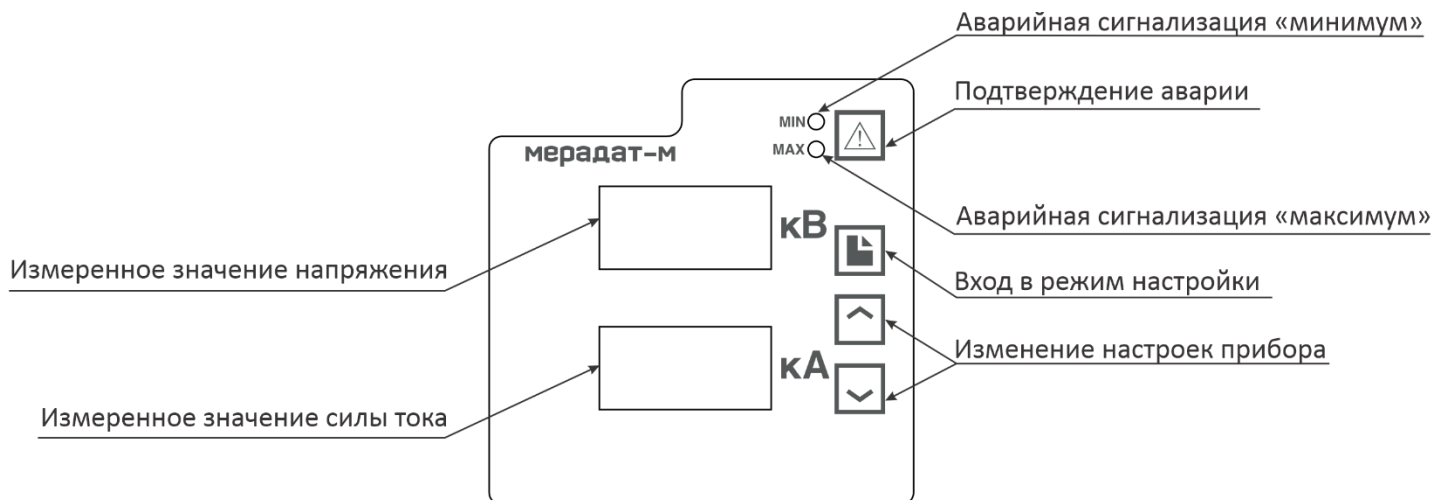 Аварийная сигнализация «минимум»
Подтверждение аварии
MIN
MAX
мерадат-м
Аварийная сигнализация «максимум»
кВ
Измеренное значение напряжения
Вход в режим настройки
Изменение настроек прибора
кА
Измеренное значение силы тока